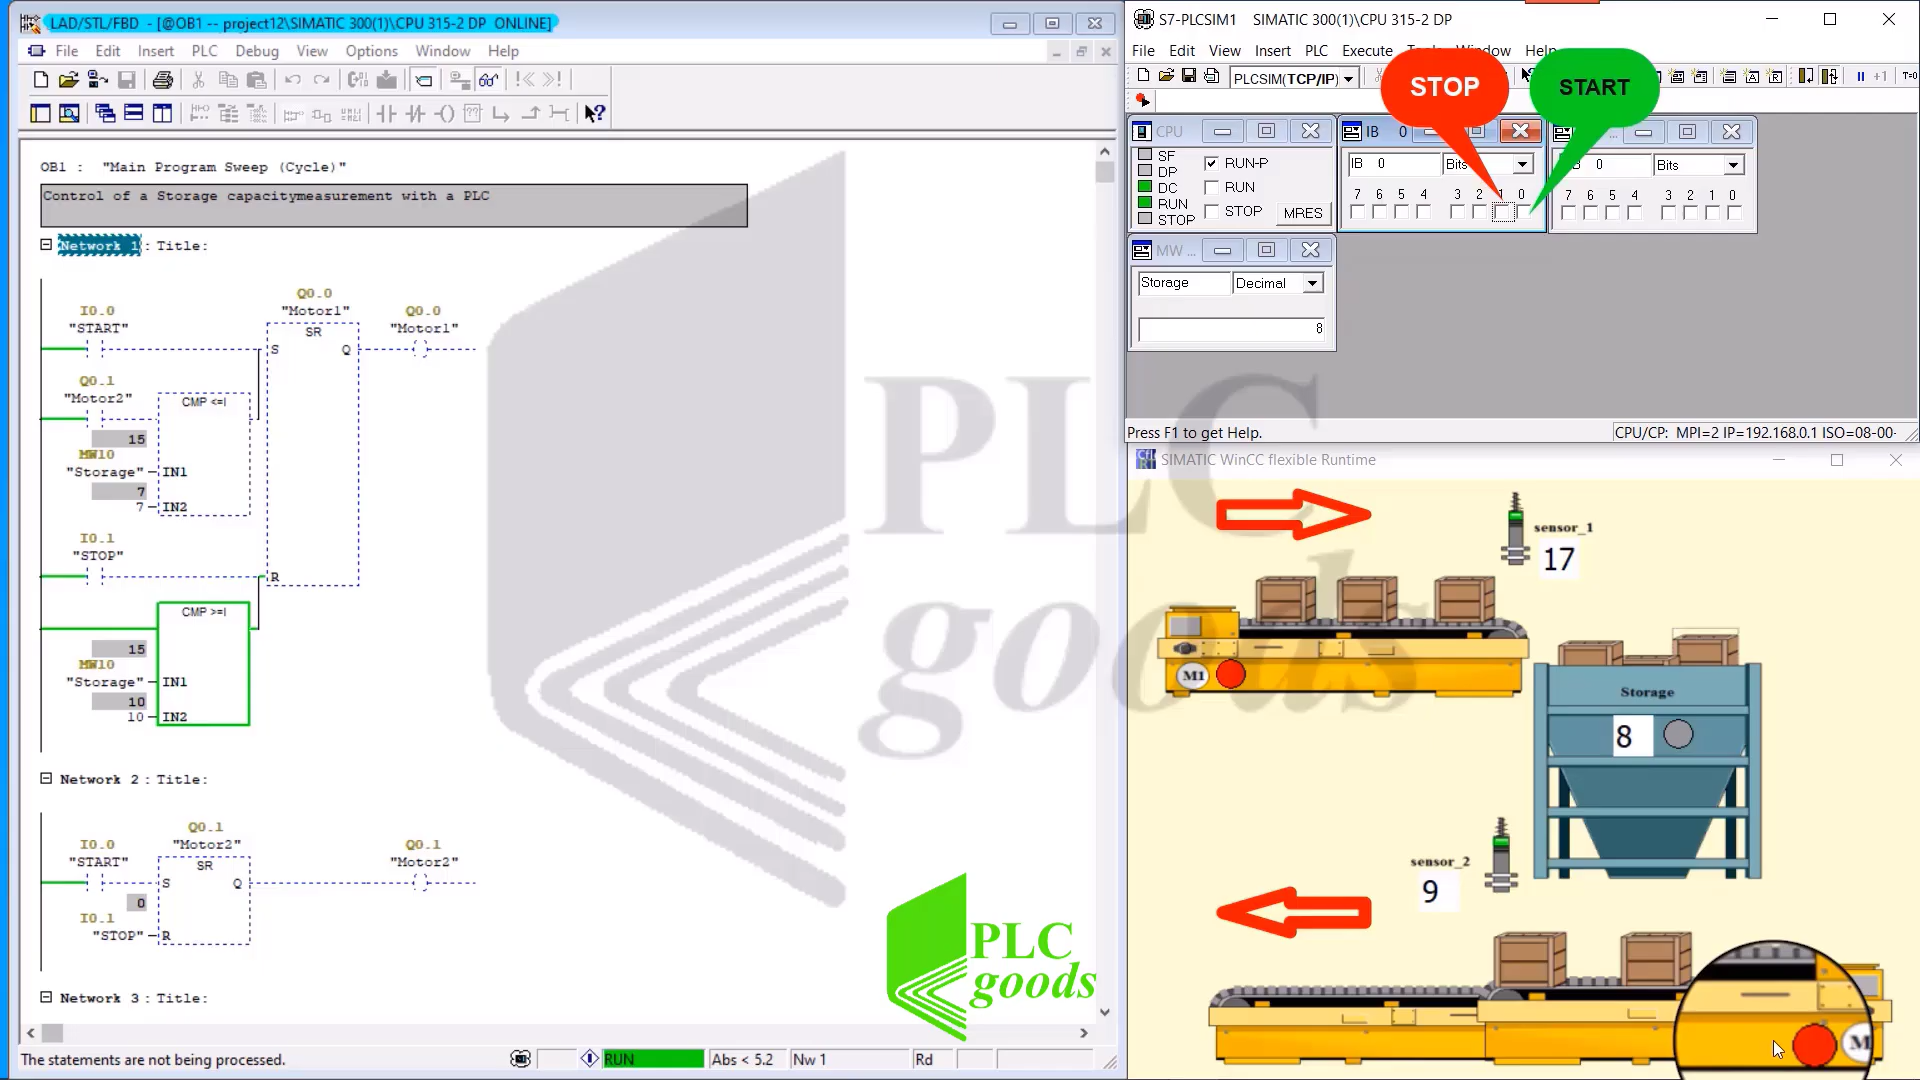 LAD/STL/FBD - [@OB1 -- project12\SIMATIC 300(1)\CPU 315-2 DP ONLINE]
File Edit Insert PLC Debug View Options Window Help
OB1 : "Main Program Sweep (Cycle)"
Control of a Storage capacitymeasurement with a PLC
Network 1 : Title:
Q0.0
I0.0 "Motor1" Q0.0
"START" SR "Motor1"
S Q
Q0.1
"Motor2" CMP <=I
15
MW10
"Storage" IN1
7
7 IN2
I0.1
"STOP"
R
CMP >=I
15
MW10
"Storage" IN1
10
10 IN2
Network 2 : Title:
Q0.1
I0.0 "Motor2" Q0.1
"START" SR "Motor2"
S Q
0
I0.1
"STOP" R
Network 3 : Title:
The statements are not being processed.
RUN
Abs < 5.2
Nw 1
Rd
PLC
goods
PLC
goods
S7-PLCSIM1 SIMATIC 300(1)\CPU 315-2 DP
File Edit View Insert PLC Execute Window Help
PLCSIM(TCP/IP)
+1
T=0
STOP
START
CPU
SF
DP
DC
RUN
STOP
RUN-P
RUN
STOP
MRES
IB 0
IB 0 Bits
7 6 5 4 3 2 1 0
0 Bits
7 6 5 4 3 2 1 0
MW ...
Storage Decimal
8
Press F1 to get Help.
CPU/CP: MPI=2 IP=192.168.0.1 ISO=08-00-
SIMATIC WinCC flexible Runtime
sensor_1
17
M1
Storage
8
sensor_2
9
M